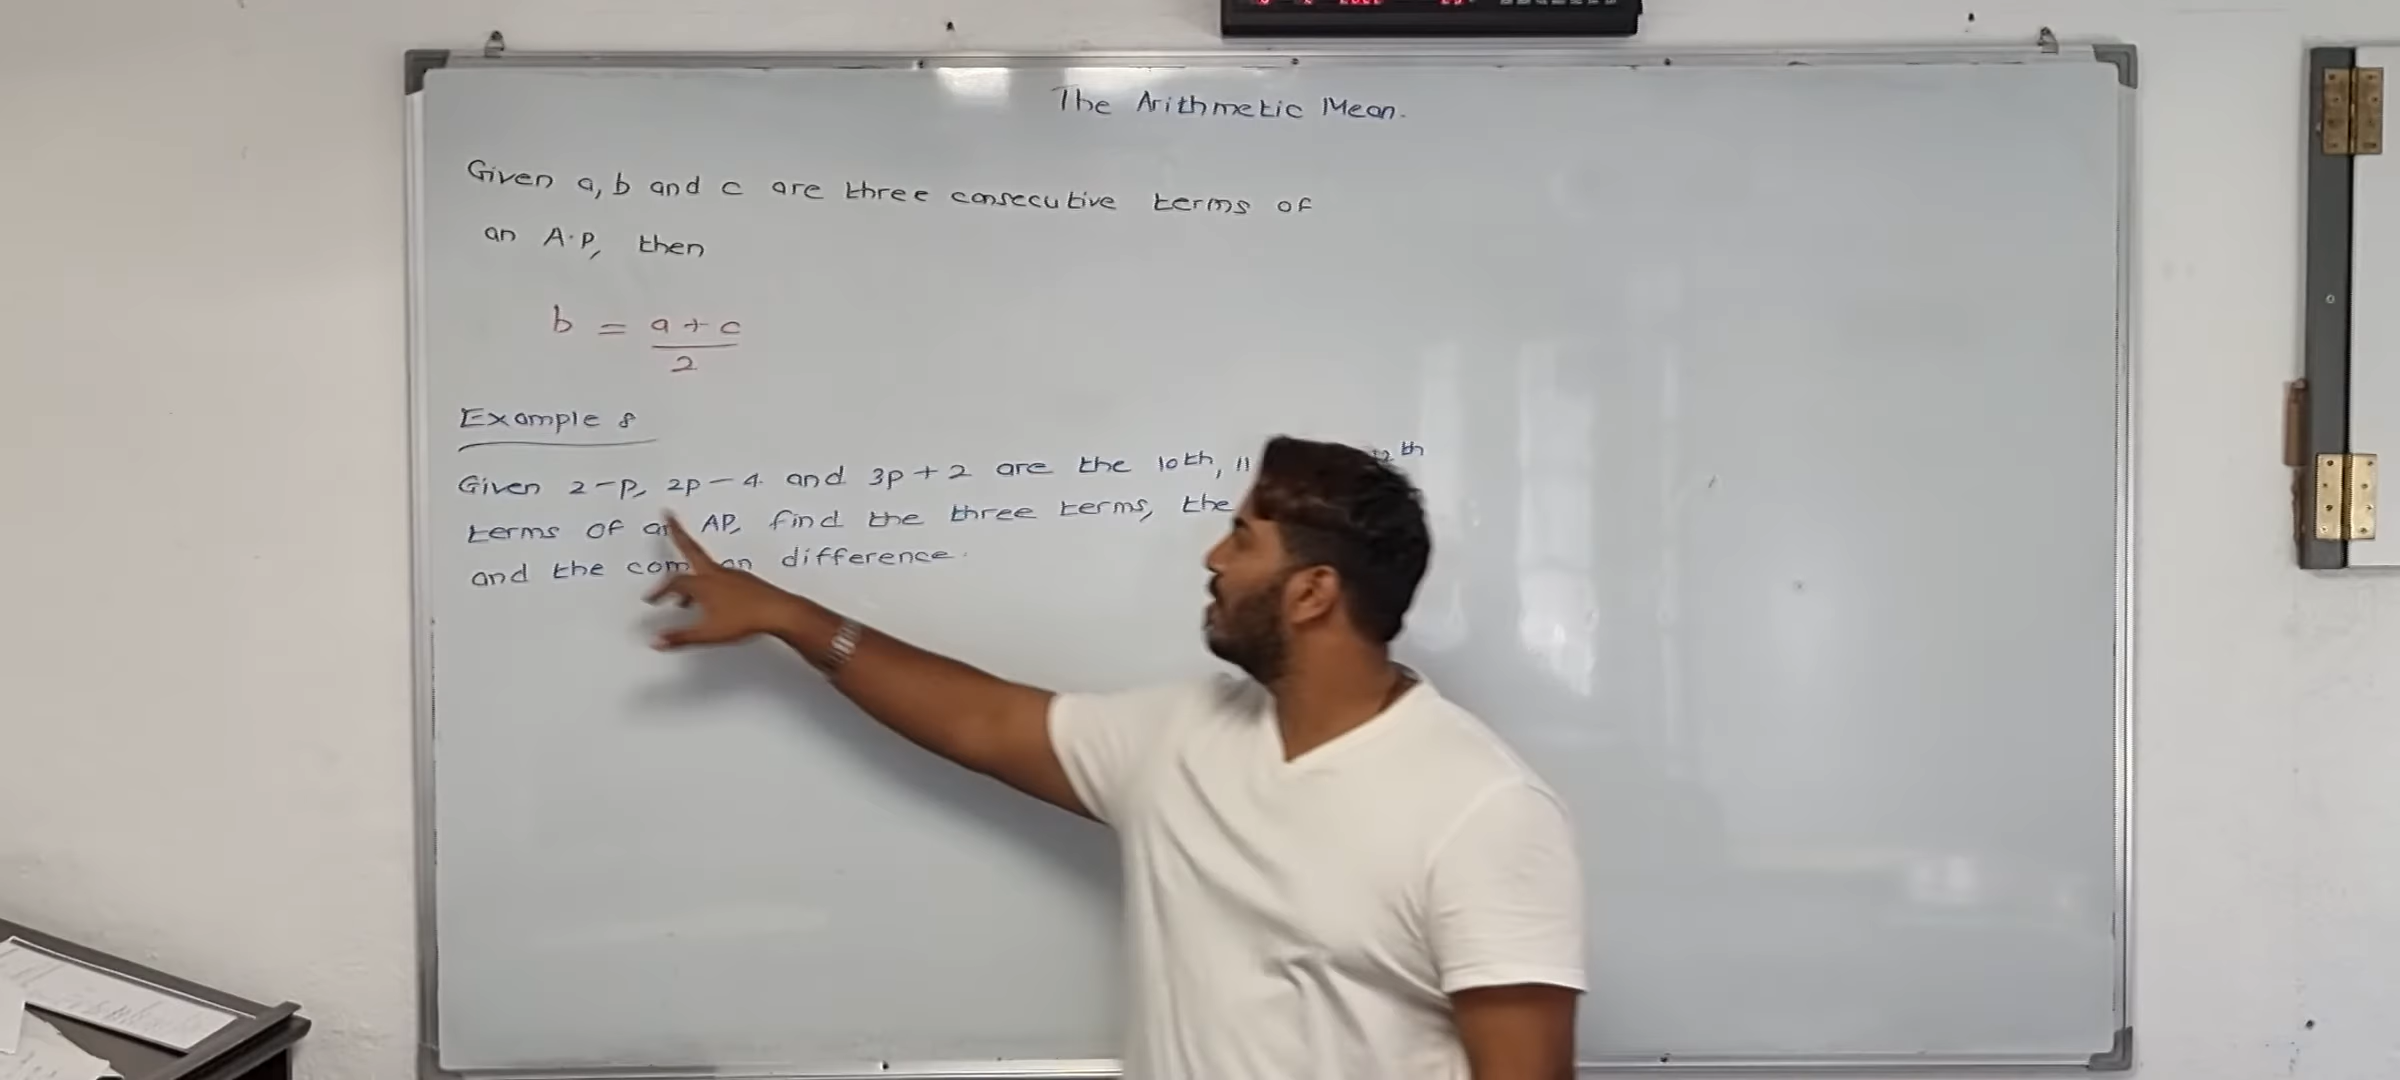 The Arithmetic Mean.
Given a, b and c are three consecutive terms of
an A.P, then
b = a + c
2
Example 8
Given 2 - p, 2p - 4 and 3p + 2 are the 10th, 11 12th
terms of an AP, find the three terms, the
and the common difference.